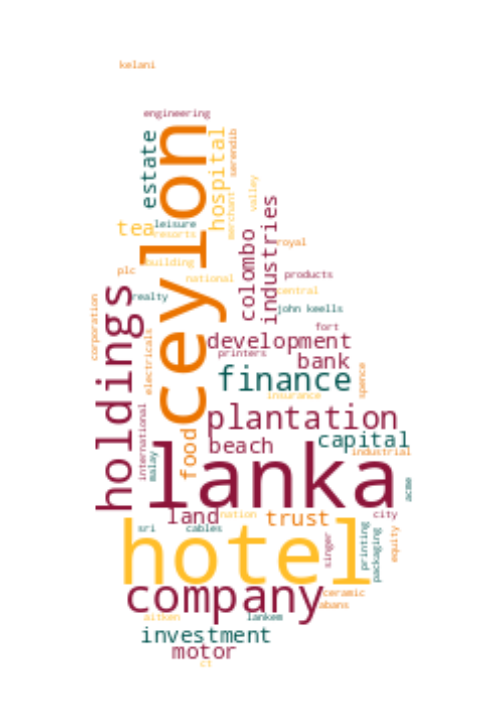 kelani
engineering
estate
ceylon
hospital
serendib
merchant
valley
tea
leisure
resorts
colombo
industries
royal
building
plc
national
products
central
realty
john keells
corporation
holdings
electricals
fort
development
printers
bank
finance
spence
insurance
international
malay
food
plantation
beach
capital
industrial
lanka
acme
land
nation
trust
city
sri
cables
hotel
singer
printing
packaging
equity
company
ceramic
abans
aitken
lankem
investment
motor
ct